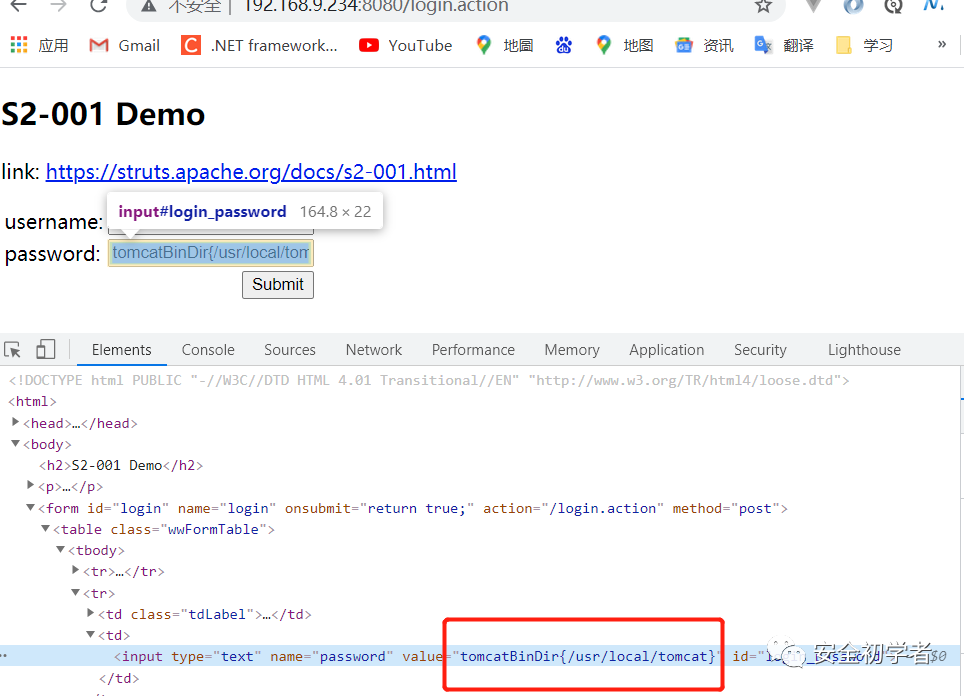 不安全 | 192.168.9.234:8080/login.action
应用 Gmail .NET framework... YouTube 地圖 地图 资讯 翻译 学习 »
S2-001 Demo
link: https://struts.apache.org/docs/s2-001.html
input#login_password 164.8 × 22
username:
password: tomcatBinDir{/usr/local/tom
Submit
Elements Console Sources Network Performance Memory Application Security Lighthouse
<!DOCTYPE html PUBLIC "-//W3C//DTD HTML 4.01 Transitional//EN" "http://www.w3.org/TR/html4/loose.dtd">
<html>
<head>…</head>
<body>
<h2>S2-001 Demo</h2>
<p>…</p>
<form id="login" name="login" onsubmit="return true;" action="/login.action" method="post">
<table class="wwFormTable">
<tbody>
<tr>…</tr>
<tr>
<td class="tdLabel">…</td>
<td>
<input type="text" name="password" value="tomcatBinDir{/usr/local/tomcat}" id= $0
安全初学者
</td>